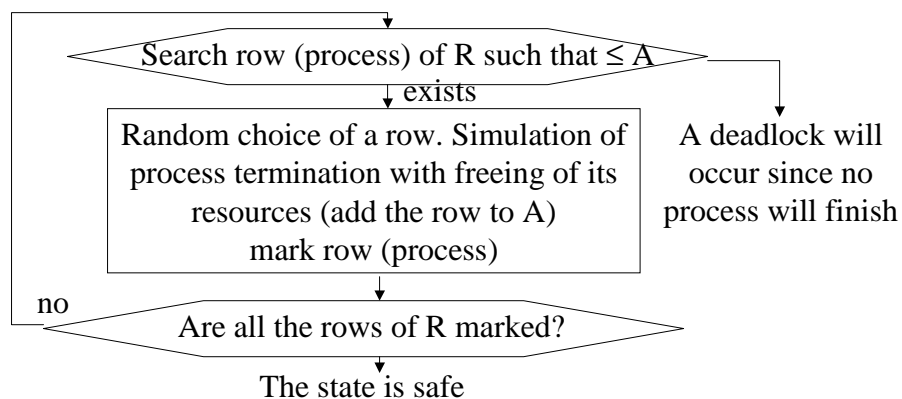 Search row (process) of R such that ≤ A
exists
Random choice of a row. Simulation of
process termination with freeing of its
resources (add the row to A)
mark row (process)
A deadlock will
occur since no
process will finish
no
Are all the rows of R marked?
The state is safe